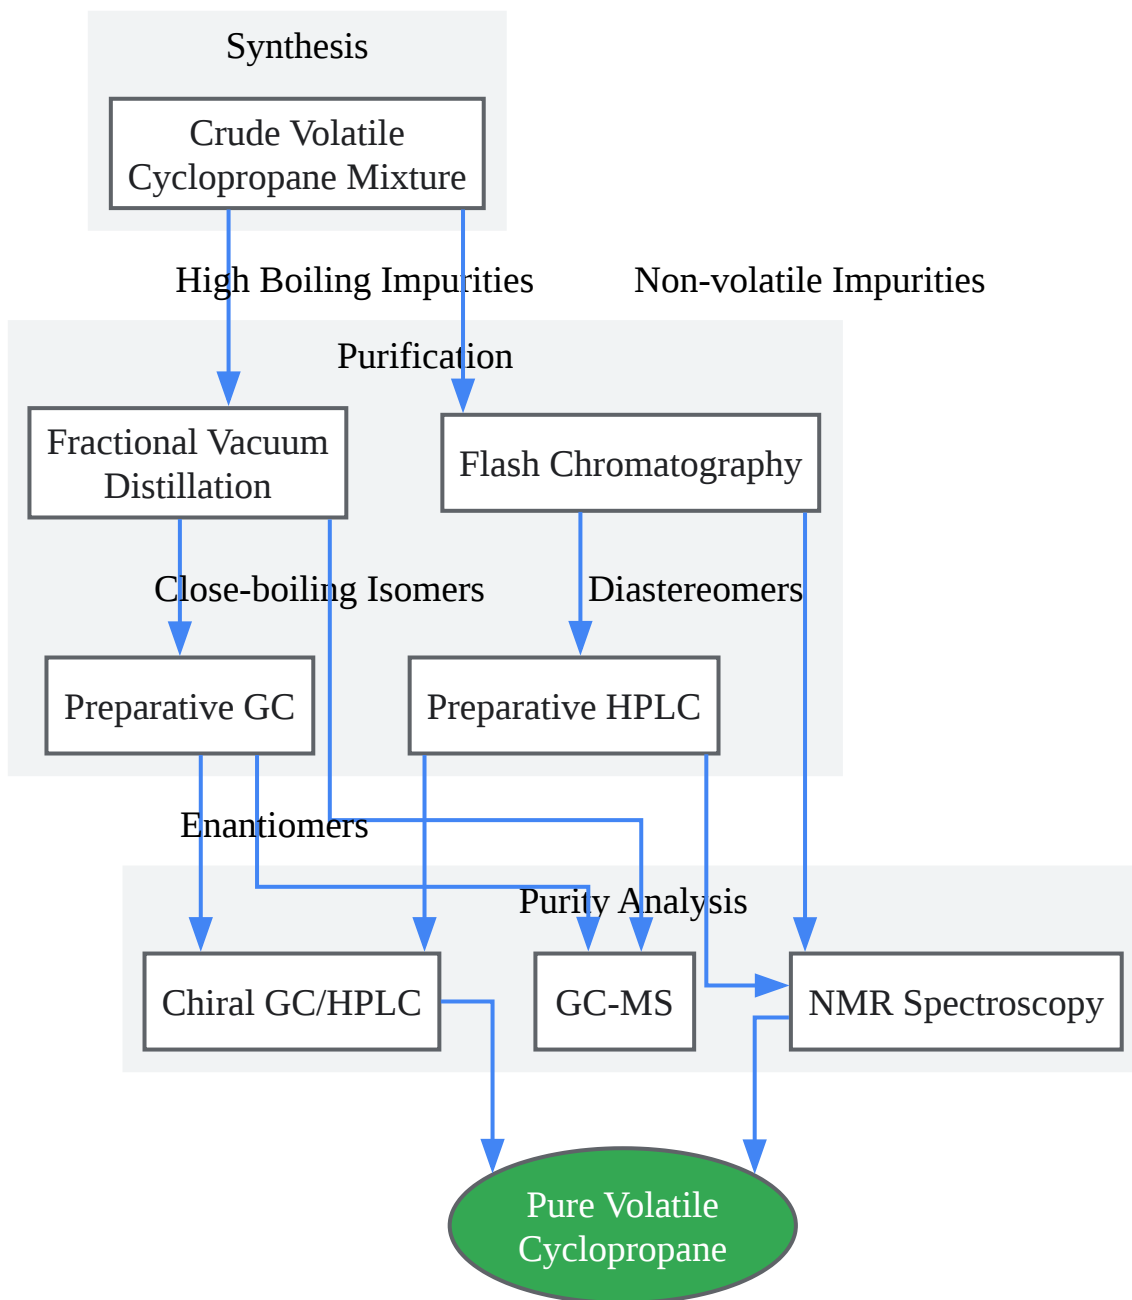 Synthesis
Crude Volatile
Cyclopropane Mixture
High Boiling Impurities
Non-volatile Impurities
Purification
Fractional Vacuum
Distillation
Flash Chromatography
Close-boiling Isomers
Diastereomers
Preparative GC
Preparative HPLC
Enantiomers
Purity Analysis
Chiral GC/HPLC
GC-MS
NMR Spectroscopy
Pure Volatile
Cyclopropane